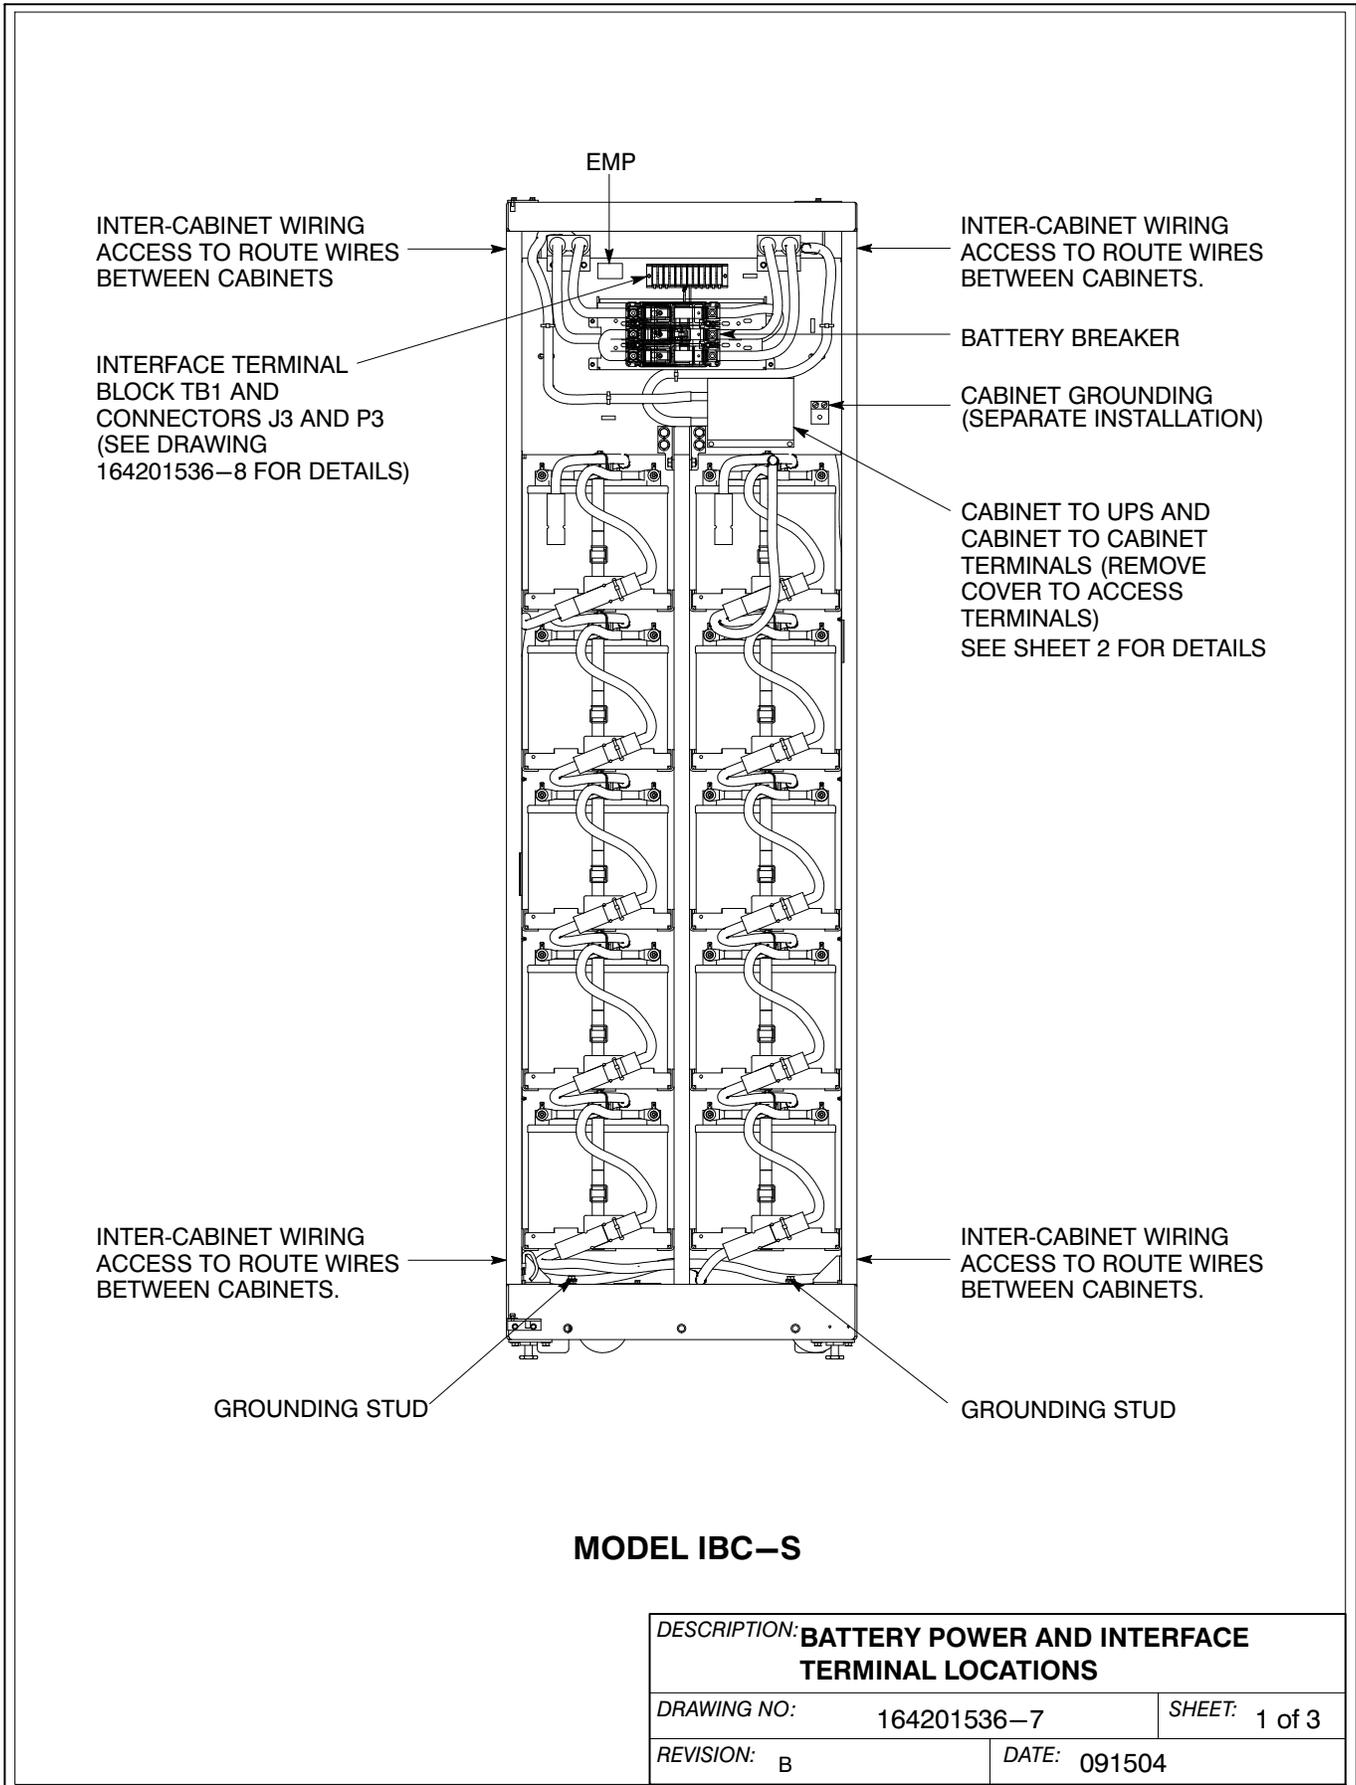 EMP
INTER-CABINET WIRING
ACCESS TO ROUTE WIRES
BETWEEN CABINETS
INTER-CABINET WIRING
ACCESS TO ROUTE WIRES
BETWEEN CABINETS.
BATTERY BREAKER
INTERFACE TERMINAL
BLOCK TB1 AND
CONNECTORS J3 AND P3
(SEE DRAWING
164201536–8 FOR DETAILS)
CABINET GROUNDING
(SEPARATE INSTALLATION)
CABINET TO UPS AND
CABINET TO CABINET
TERMINALS (REMOVE
COVER TO ACCESS
TERMINALS)
SEE SHEET 2 FOR DETAILS
INTER-CABINET WIRING
ACCESS TO ROUTE WIRES
BETWEEN CABINETS.
INTER-CABINET WIRING
ACCESS TO ROUTE WIRES
BETWEEN CABINETS.
GROUNDING STUD
GROUNDING STUD
MODEL IBC–S
DESCRIPTION: BATTERY POWER AND INTERFACE
TERMINAL LOCATIONS
DRAWING NO: 164201536–7 SHEET: 1 of 3
REVISION: B DATE: 091504